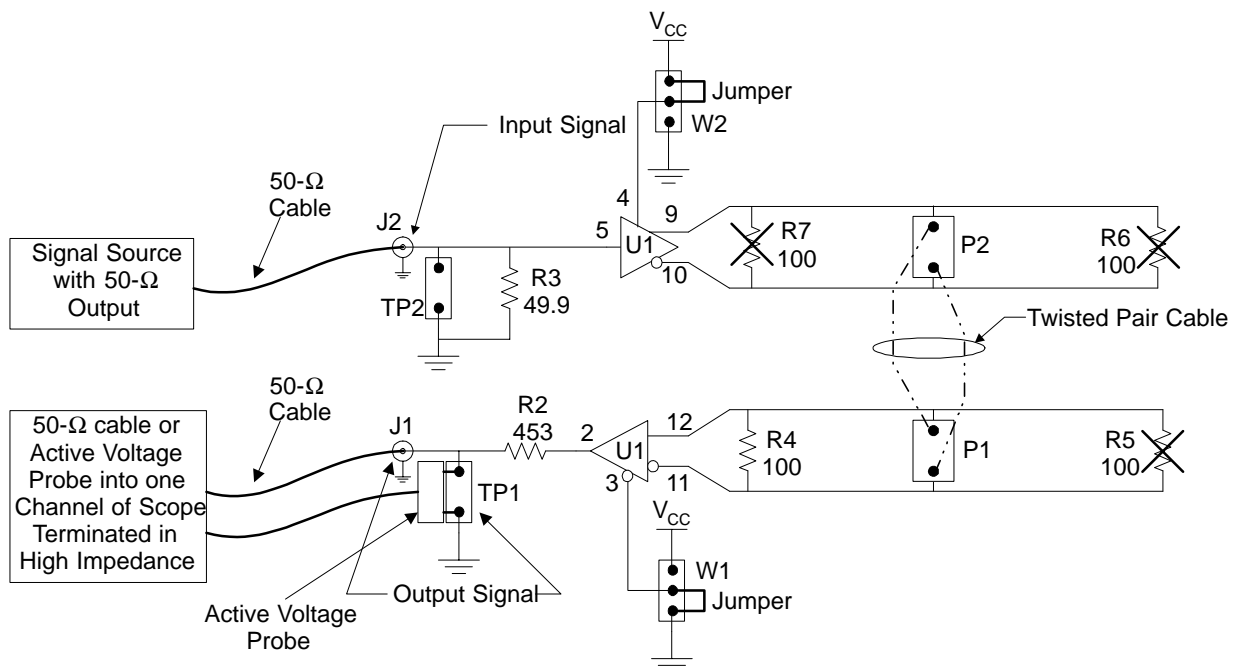 V_CC
Jumper
W2
Input Signal
50-Ω
Cable
J2
4
5
9
U1
10
R7
100
P2
R6
100
Signal Source
with 50-Ω
Output
TP2
R3
49.9
Twisted Pair Cable
50-Ω
Cable
J1
R2
453
2
U1
12
3
11
R4
100
P1
R5
100
50-Ω cable or
Active Voltage
Probe into one
Channel of Scope
Terminated in
High Impedance
TP1
V_CC
W1
Jumper
Output Signal
Active Voltage
Probe